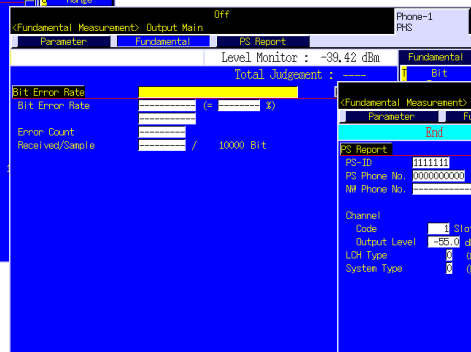 Range
Off
Phone-1
<Fundamental Measurement> Output Main
PHS
Parameter Fundamental PS Report
Level Monitor : -39.42 dBm
Fundamental
Total Judgement : ----
T Bit
Bit Error Rate
Bit Error Rate ---------- (= ------- %)
----------
Error Count --------
Received/Sample -------- / 10000 Bit
<Fundamental Measurement>
Parameter
End
PS Report
PS-ID 1111111
PS Phone No. 0000000000
NW Phone No. ----------
Channel
Code 1 Slot
Output Level -55.0 d
LCH Type 0
System Type 0